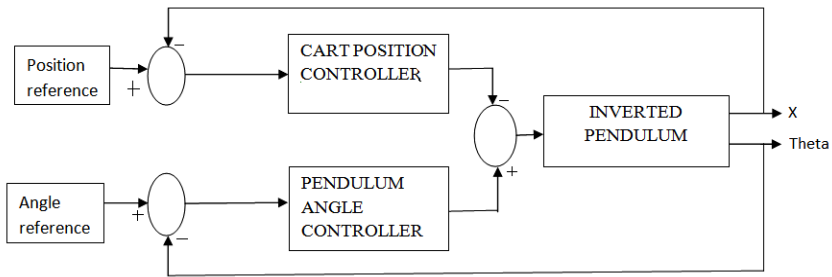 Position
reference
+
−
CART POSITION
CONTROLLER
−
+
INVERTED
PENDULUM
X
Theta
Angle
reference
+
−
PENDULUM
ANGLE
CONTROLLER